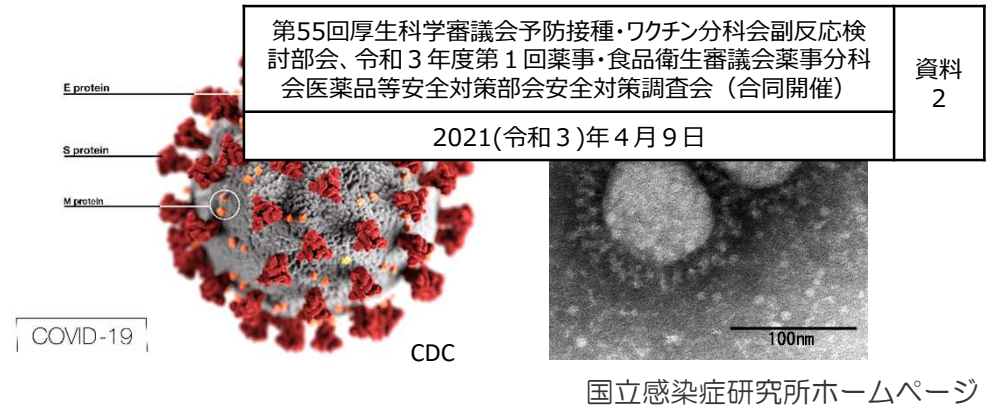 第55回厚生科学審議会予防接種・ワクチン分科会副反応検
討部会、令和３年度第１回薬事・食品衛生審議会薬事分科
会医薬品等安全対策部会安全対策調査会（合同開催）
資料
2
2021(令和３)年４月９日
E protein
S protein
M protein
COVID-19
CDC
100nm
国立感染症研究所ホームページ